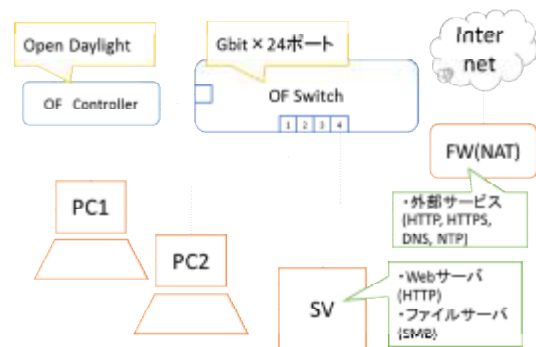 Open Daylight
OF Controller
Gbit×24ポート
OF Switch
1 2 3 4
Inter
net
FW(NAT)
・外部サービス
(HTTP, HTTPS,
DNS, NTP)
PC1
PC2
SV
・Webサーバ
(HTTP)
・ファイルサーバ
(SMB)